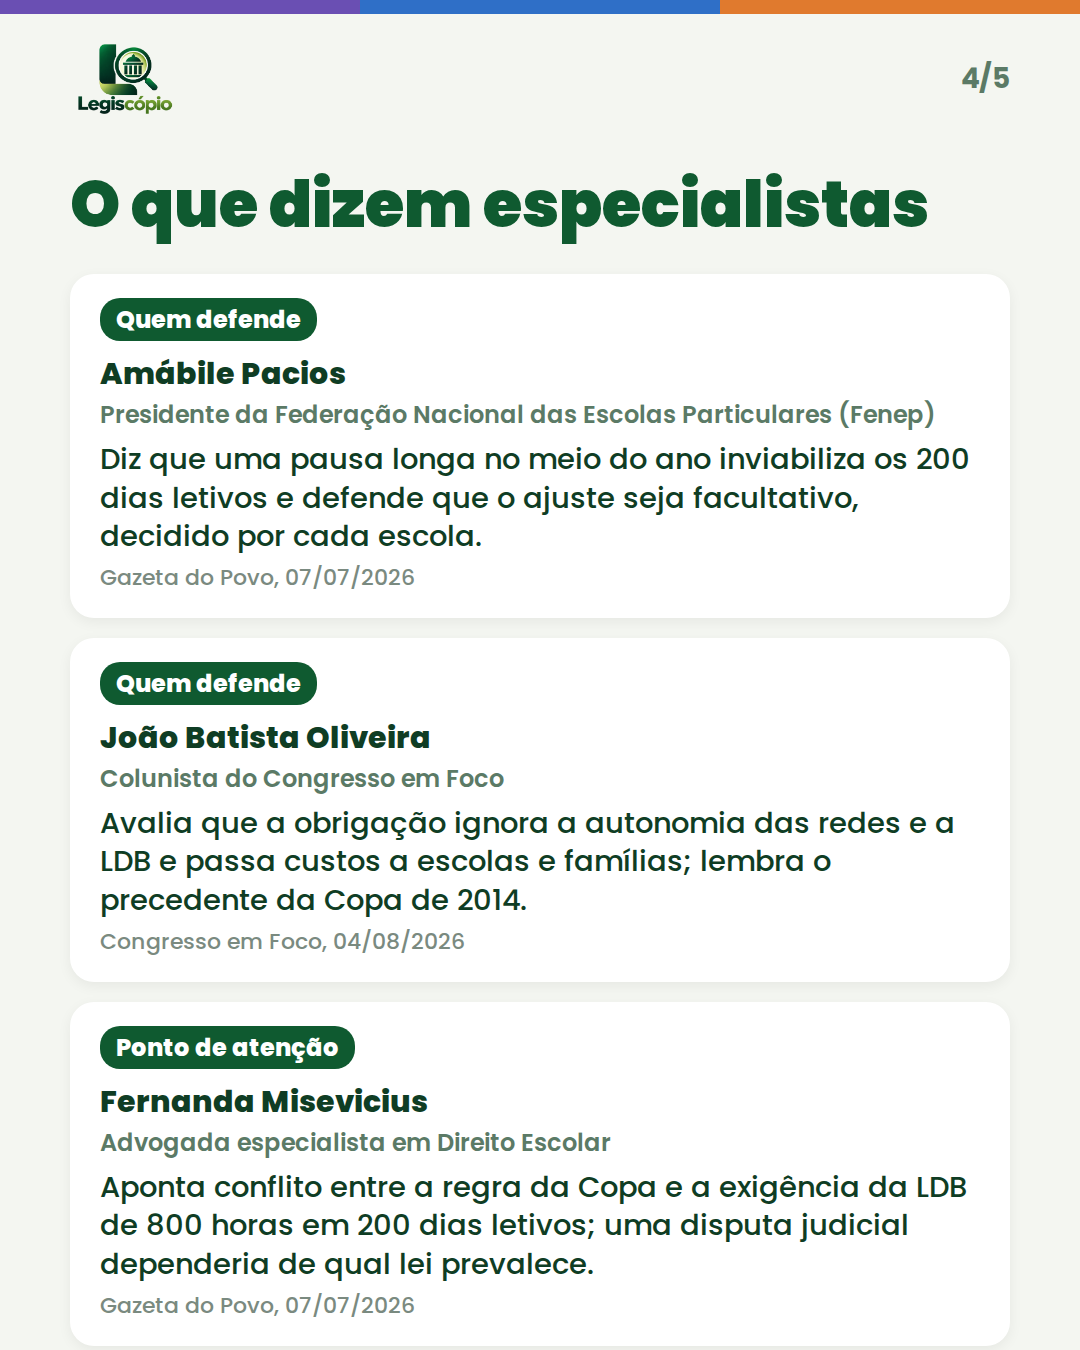 Legiscópio
4/5
O que dizem especialistas
Quem defende
Amábile Pacios
Presidente da Federação Nacional das Escolas Particulares (Fenep)
Diz que uma pausa longa no meio do ano inviabiliza os 200
dias letivos e defende que o ajuste seja facultativo,
decidido por cada escola.
Gazeta do Povo, 07/07/2026
Quem defende
João Batista Oliveira
Colunista do Congresso em Foco
Avalia que a obrigação ignora a autonomia das redes e a
LDB e passa custos a escolas e famílias; lembra o
precedente da Copa de 2014.
Congresso em Foco, 04/08/2026
Ponto de atenção
Fernanda Misevicius
Advogada especialista em Direito Escolar
Aponta conflito entre a regra da Copa e a exigência da LDB
de 800 horas em 200 dias letivos; uma disputa judicial
dependeria de qual lei prevalece.
Gazeta do Povo, 07/07/2026